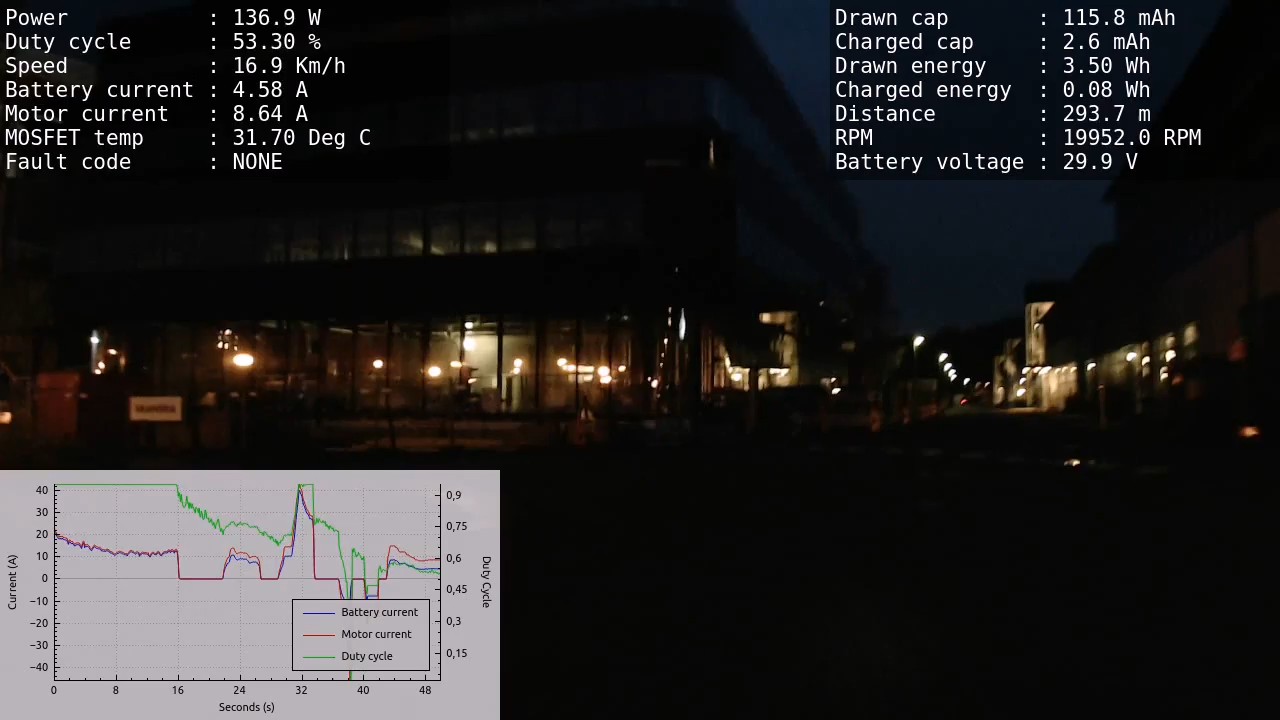 Power : 136.9 W
Duty cycle : 53.30 %
Speed : 16.9 Km/h
Battery current : 4.58 A
Motor current : 8.64 A
MOSFET temp : 31.70 Deg C
Fault code : NONE
Drawn cap : 115.8 mAh
Charged cap : 2.6 mAh
Drawn energy : 3.50 Wh
Charged energy : 0.08 Wh
Distance : 293.7 m
RPM : 19952.0 RPM
Battery voltage : 29.9 V
Current (A)
40
30
20
10
0
−10
−20
−30
−40
0,9
0,75
0,6
0,45
0,3
0,15
Duty Cycle
Battery current
Motor current
Duty cycle
0 8 16 24 32 40 48
Seconds (s)